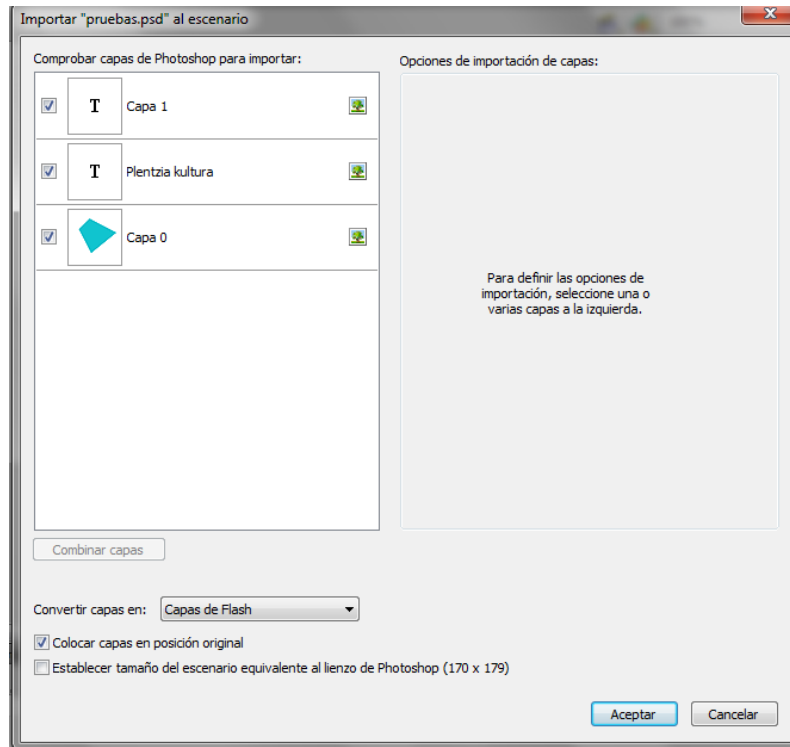 Importar "pruebas.psd" al escenario
Comprobar capas de Photoshop para importar:
Opciones de importación de capas:
T Capa 1
T Plentzia kultura
Capa 0
Para definir las opciones de
importación, seleccione una o
varias capas a la izquierda.
Combinar capas
Convertir capas en: Capas de Flash
Colocar capas en posición original
Establecer tamaño del escenario equivalente al lienzo de Photoshop (170 x 179)
Aceptar Cancelar